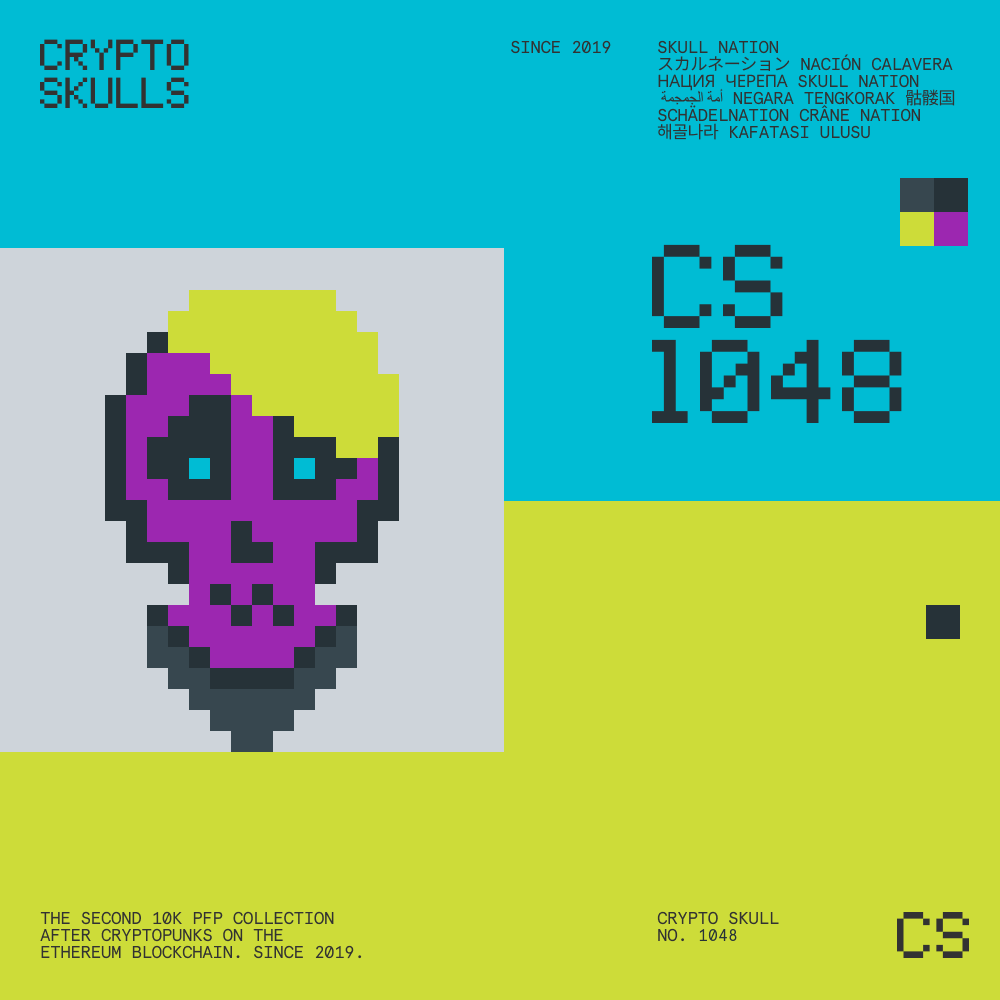 CRYPTO
SKULLS
SINCE 2019
SKULL NATION
スカルネーション NACIÓN CALAVERA
НАЦИЯ ЧЕРЕПА SKULL NATION
أمة الجمجمة NEGARA TENGKORAK 骷髅国
SCHÄDELNATION CRÂNE NATION
해골나라 KAFATASI ULUSU
CS
1048
THE SECOND 10K PFP COLLECTION
AFTER CRYPTOPUNKS ON THE
ETHEREUM BLOCKCHAIN. SINCE 2019.
CRYPTO SKULL
NO. 1048
CS